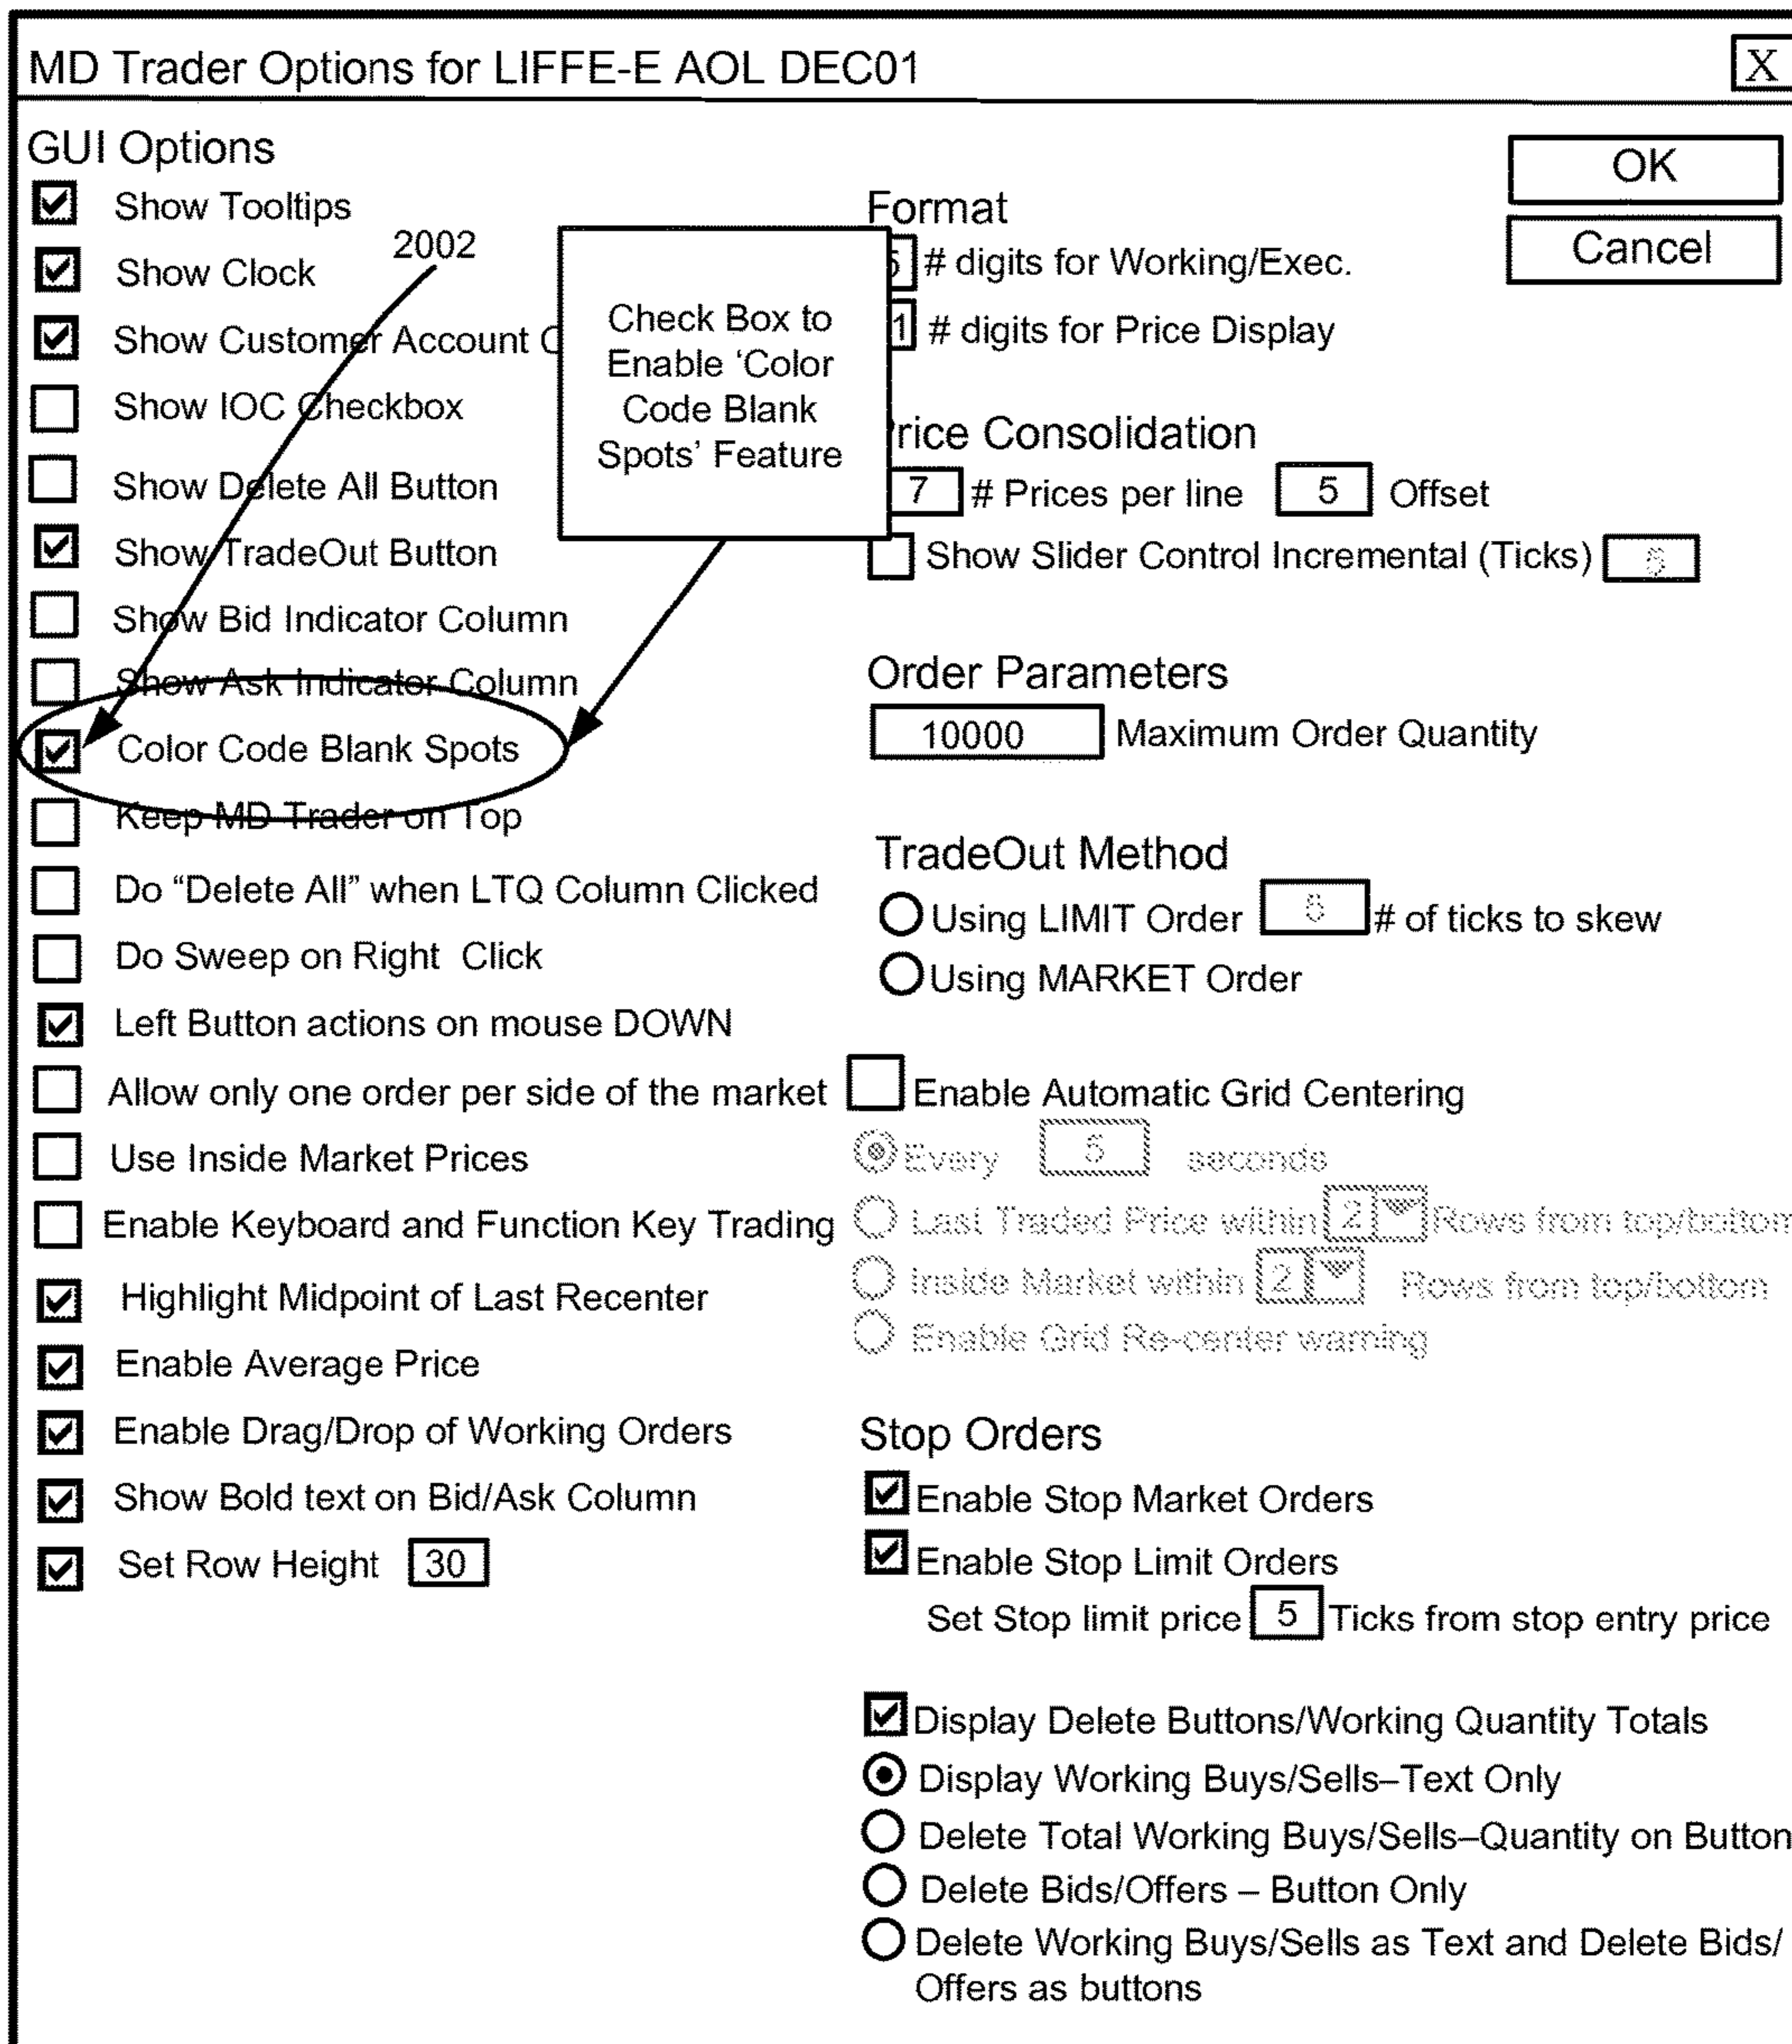 MD Trader Options for LIFFE-E AOL DEC01
X
GUI Options
Show Tooltips
Show Clock
2002
Show Customer Account
Show IOC Checkbox
Show Delete All Button
Show TradeOut Button
Show Bid Indicator Column
Show Ask Indicator Column
Color Code Blank Spots
Keep MD Trader on Top
Do “Delete All” when LTQ Column Clicked
Do Sweep on Right Click
Left Button actions on mouse DOWN
Allow only one order per side of the market
Use Inside Market Prices
Enable Keyboard and Function Key Trading
Highlight Midpoint of Last Recenter
Enable Average Price
Enable Drag/Drop of Working Orders
Show Bold text on Bid/Ask Column
Set Row Height 30
Check Box to
Enable ‘Color
Code Blank
Spots’ Feature
OK
Cancel
Format
# digits for Working/Exec.
1 # digits for Price Display
rice Consolidation
7 # Prices per line 5 Offset
Show Slider Control Incremental (Ticks)
Order Parameters
10000 Maximum Order Quantity
TradeOut Method
Using LIMIT Order # of ticks to skew
Using MARKET Order
Enable Automatic Grid Centering
Every 5 seconds
Last Traded Price within 2 Rows from top/bottom
Inside Market within 2 Rows from top/bottom
Enable Grid Re-center warning
Stop Orders
Enable Stop Market Orders
Enable Stop Limit Orders
Set Stop limit price 5 Ticks from stop entry price
Display Delete Buttons/Working Quantity Totals
Display Working Buys/Sells–Text Only
Delete Total Working Buys/Sells–Quantity on Button
Delete Bids/Offers – Button Only
Delete Working Buys/Sells as Text and Delete Bids/
Offers as buttons